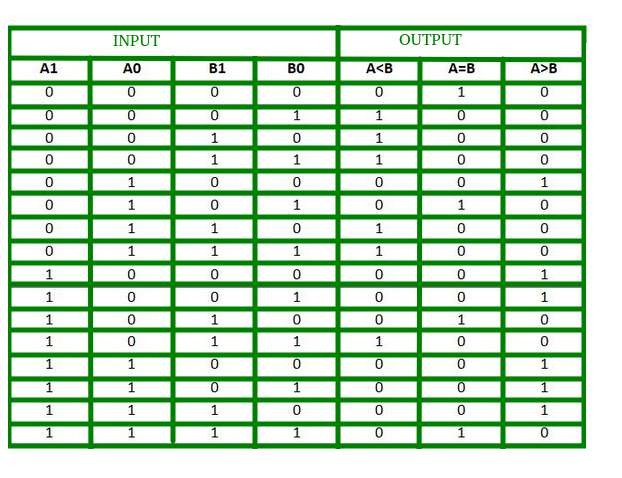 INPUT OUTPUT
A1 A0 B1 B0 A<B A=B A>B
0 0 0 0 0 1 0
0 0 0 1 1 0 0
0 0 1 0 1 0 0
0 0 1 1 1 0 0
0 1 0 0 0 0 1
0 1 0 1 0 1 0
0 1 1 0 1 0 0
0 1 1 1 1 0 0
1 0 0 0 0 0 1
1 0 0 1 0 0 1
1 0 1 0 0 1 0
1 0 1 1 1 0 0
1 1 0 0 0 0 1
1 1 0 1 0 0 1
1 1 1 0 0 0 1
1 1 1 1 0 1 0